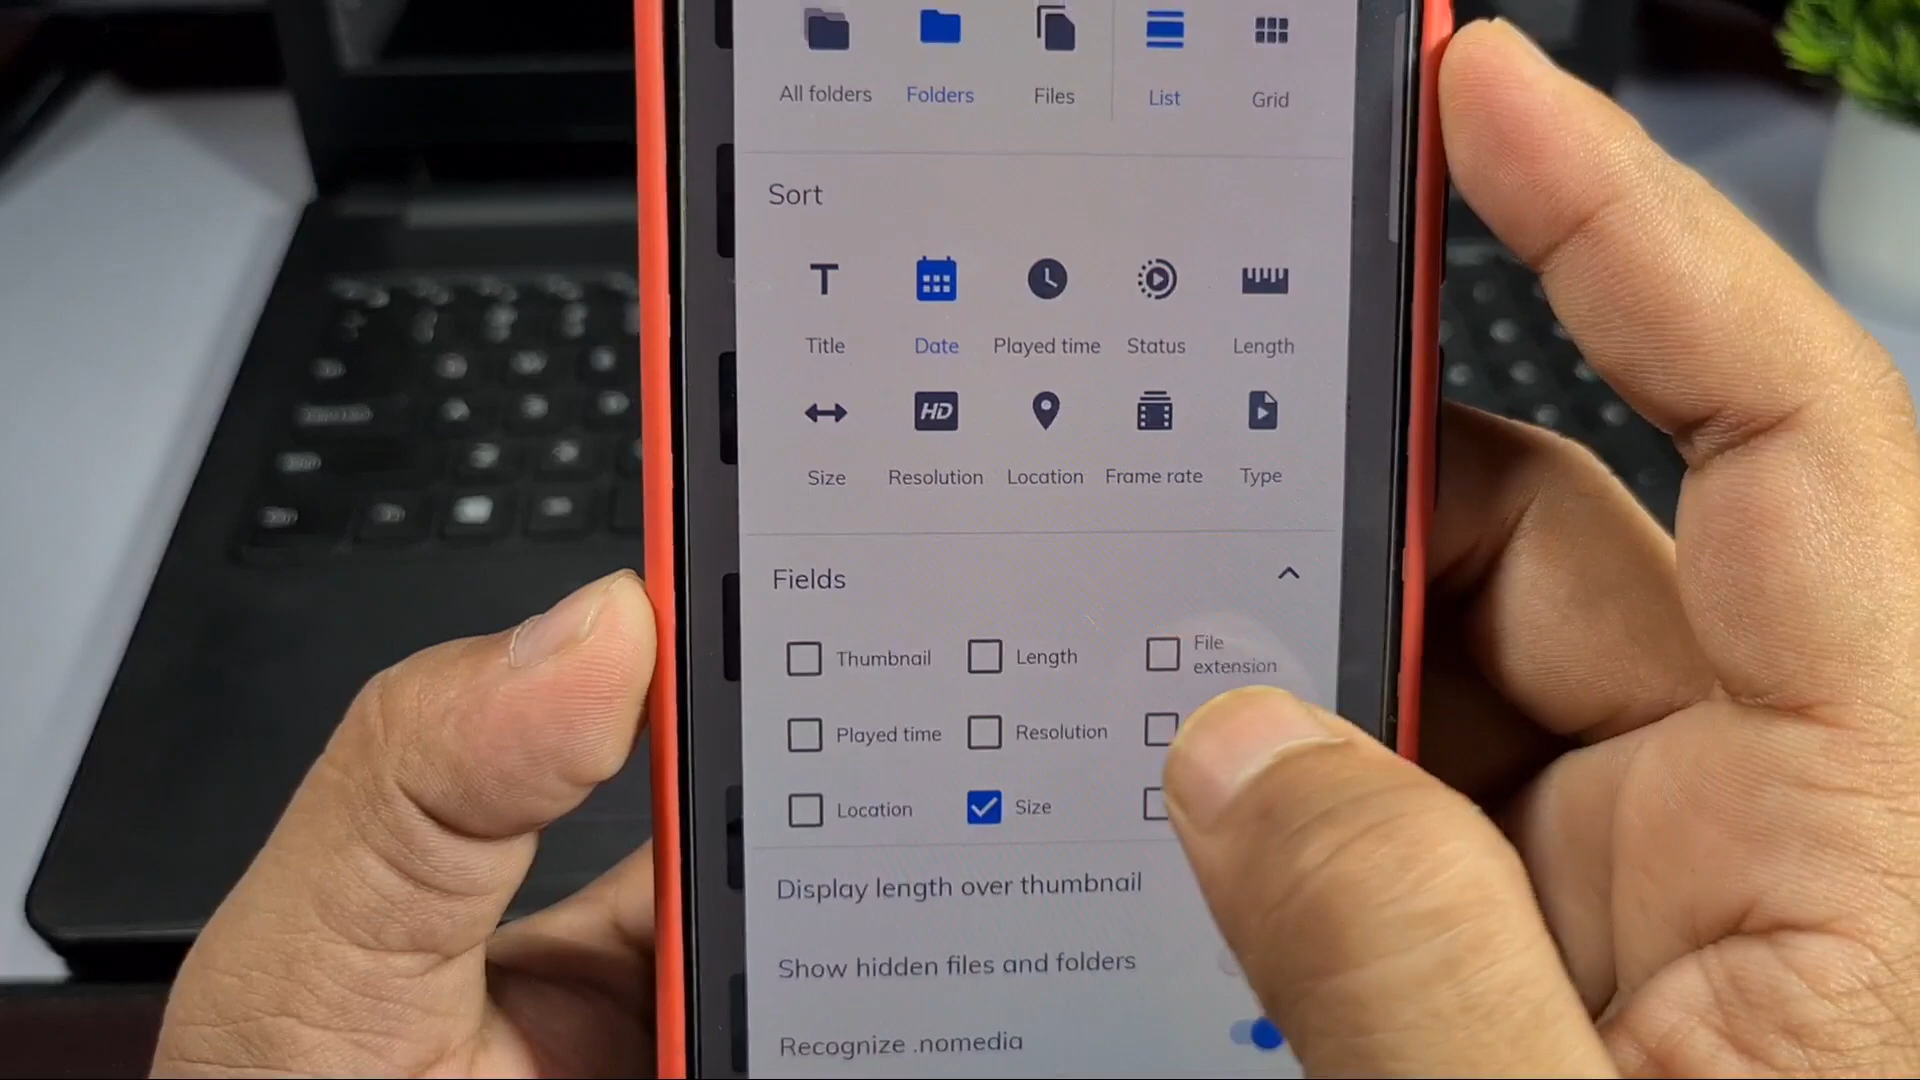 All folders Folders Files List Grid
Sort
T
Title Date Played time Status Length
HD
Size Resolution Location Frame rate Type
Fields
Thumbnail Length File extension
Played time Resolution
Location Size
Display length over thumbnail
Show hidden files and folders
Recognize .nomedia